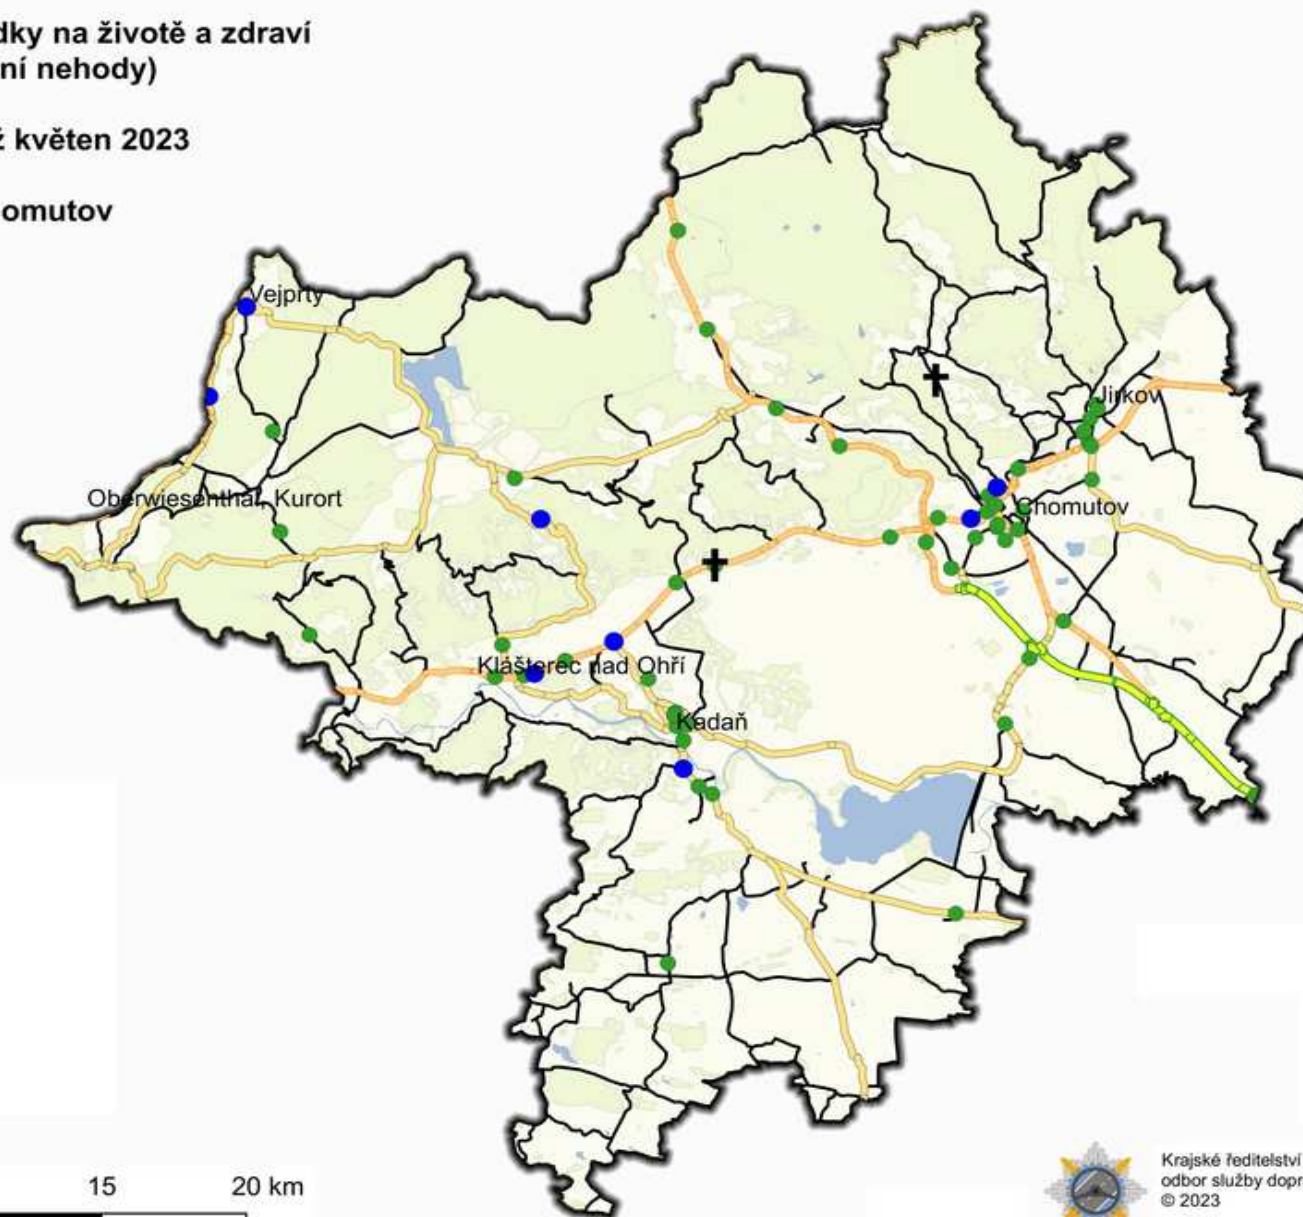 dky na životě a zdraví
ní nehody)
ž květen 2023
omutov
Vejprty
Jirkov
Oberwiesenthal, Kurort
Chomutov
Klášterec nad Ohří
Kadaň
15 20 km
Krajské ředitelství
odbor služby dopr
© 2023